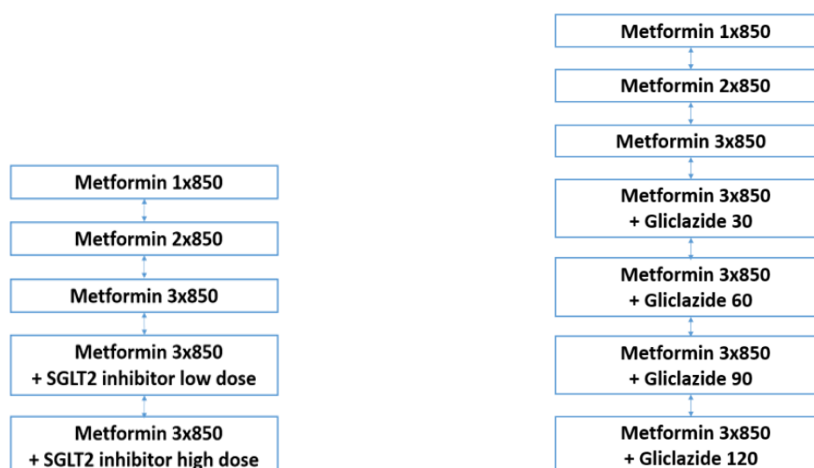 Metformin 1x850
Metformin 2x850
Metformin 3x850
Metformin 3x850
+ SGLT2 inhibitor low dose
Metformin 3x850
+ SGLT2 inhibitor high dose
Metformin 1x850
Metformin 2x850
Metformin 3x850
Metformin 3x850
+ Gliclazide 30
Metformin 3x850
+ Gliclazide 60
Metformin 3x850
+ Gliclazide 90
Metformin 3x850
+ Gliclazide 120